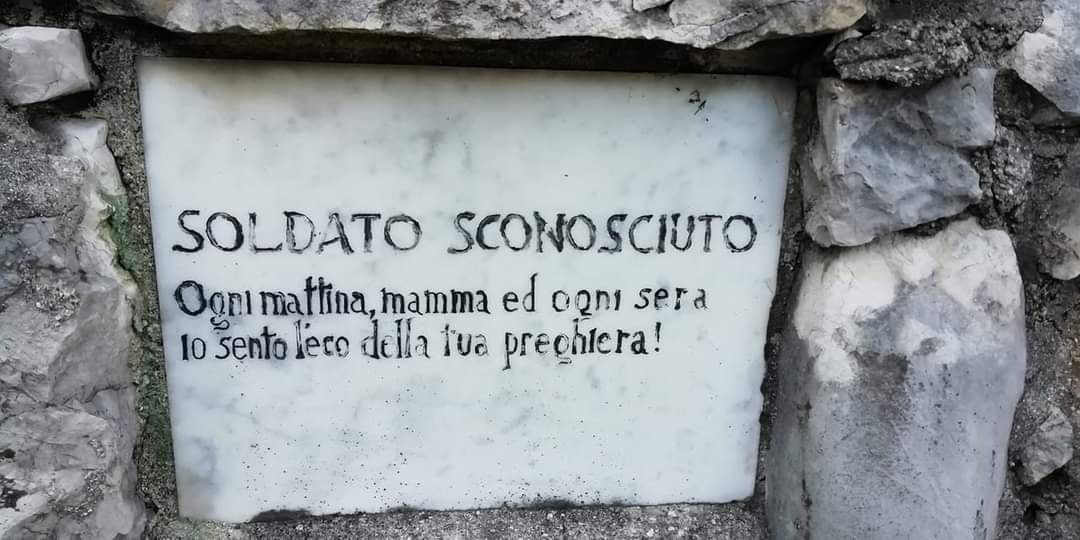 SOLDATO SCONOSCIUTO
Ogni mattina, mamma ed ogni sera
io sento l'eco della tua preghiera!